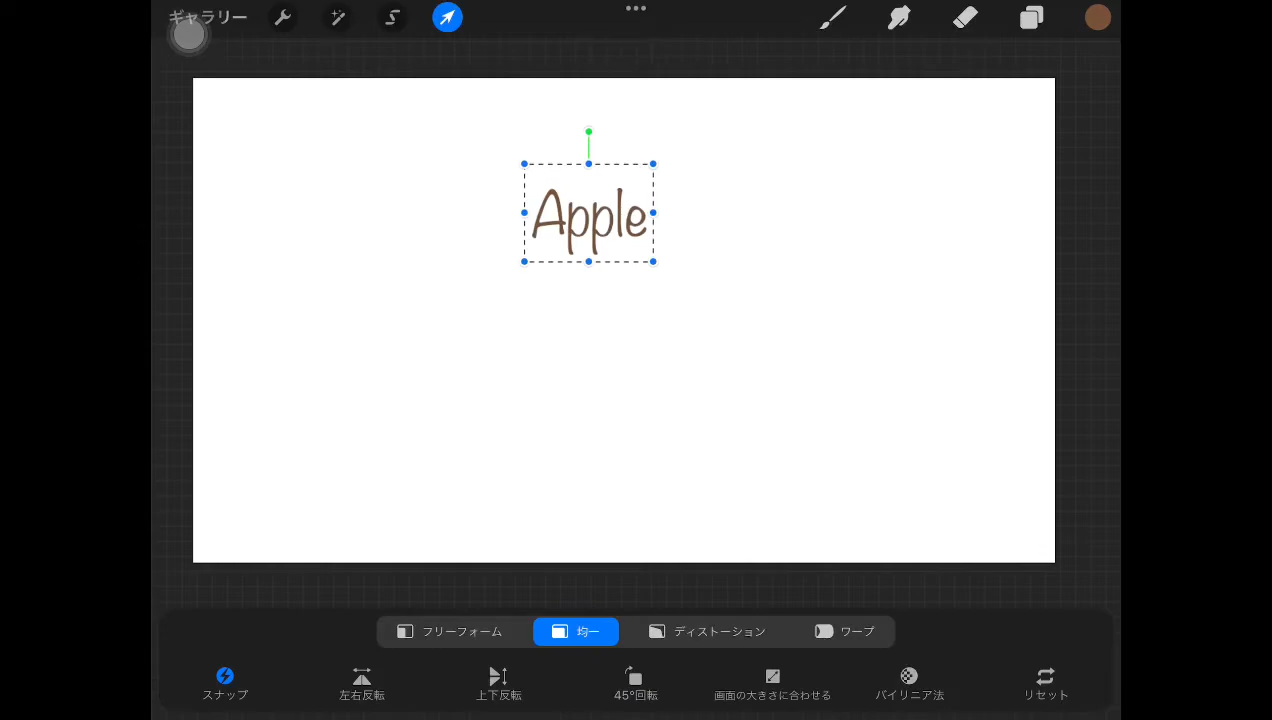 ギャラリー
Apple
フリーフォーム 均一 ディストーション ワープ
スナップ 左右反転 上下反転 45°回転 画面の大きさに合わせる バイリニア法 リセット